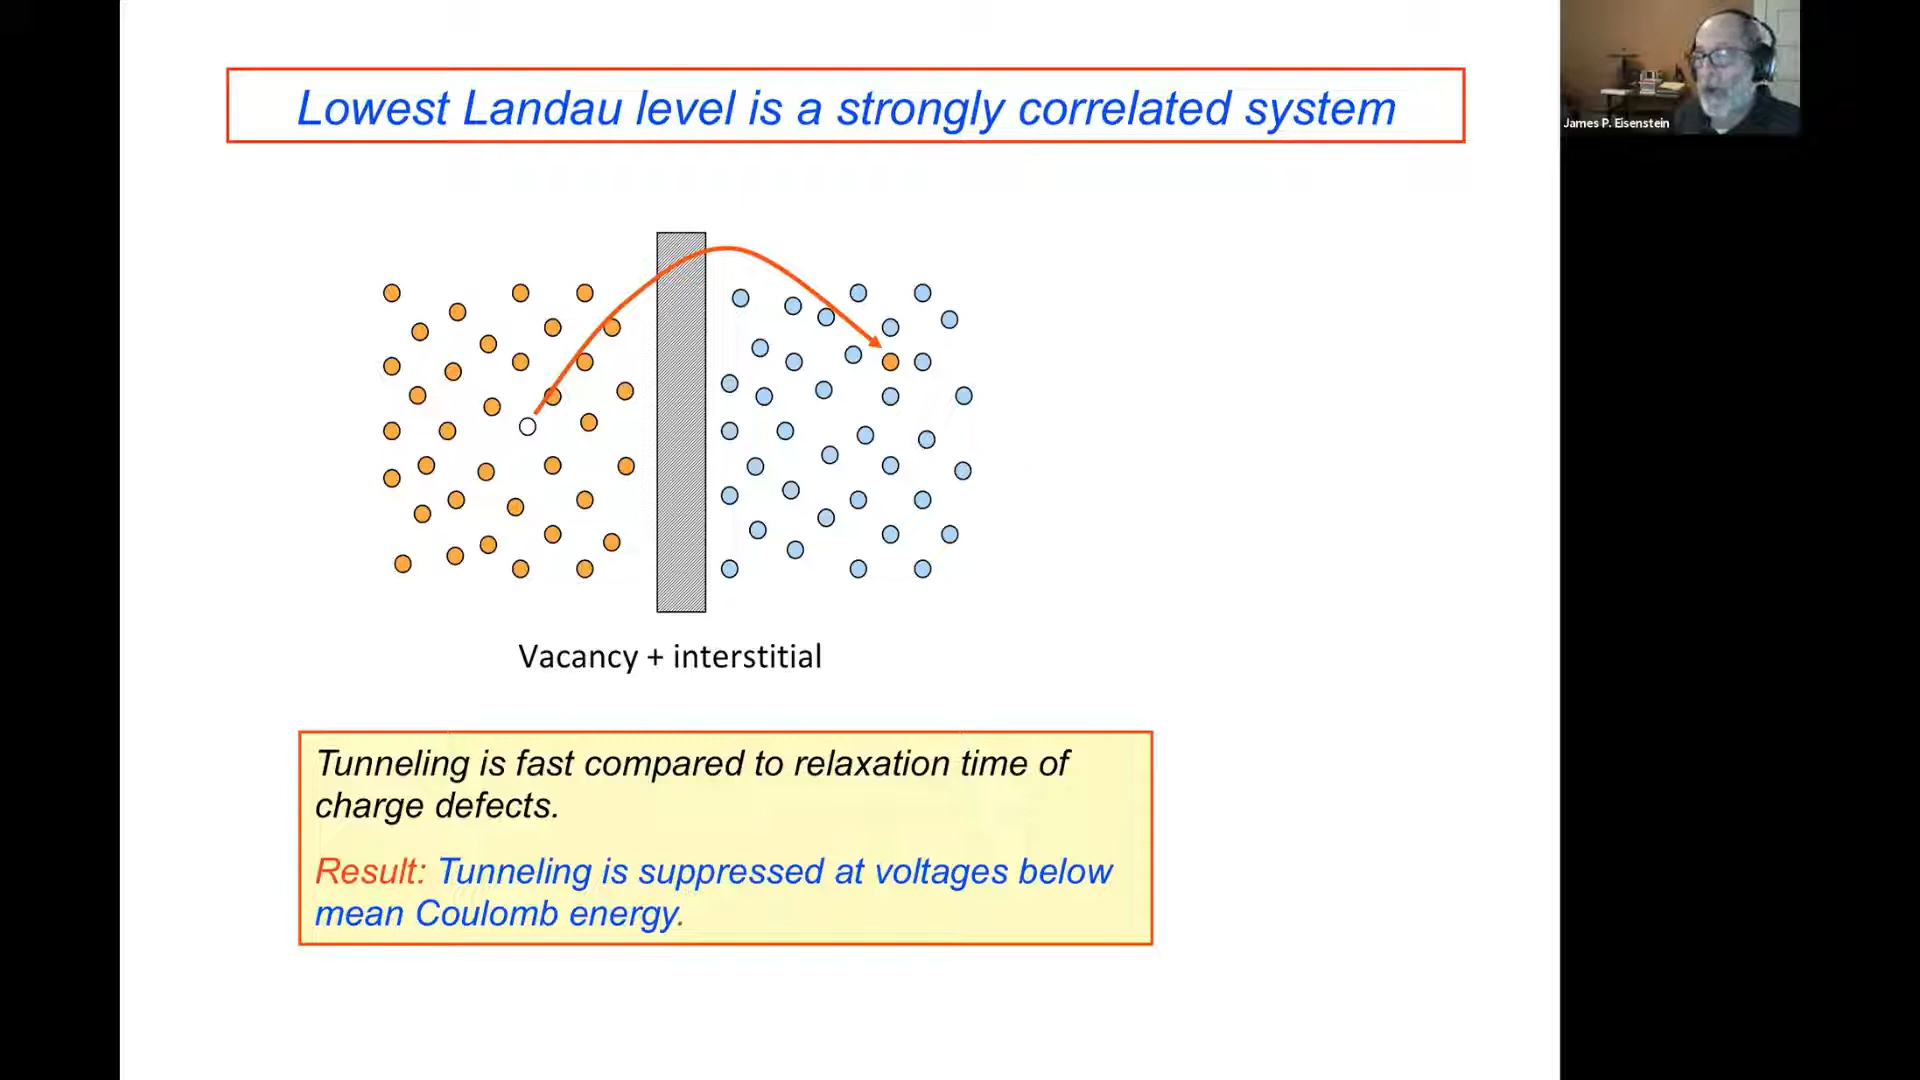 Lowest Landau level is a strongly correlated system
James P. Eisenstein
Vacancy + interstitial
Tunneling is fast compared to relaxation time of
charge defects.
Result: Tunneling is suppressed at voltages below
mean Coulomb energy.